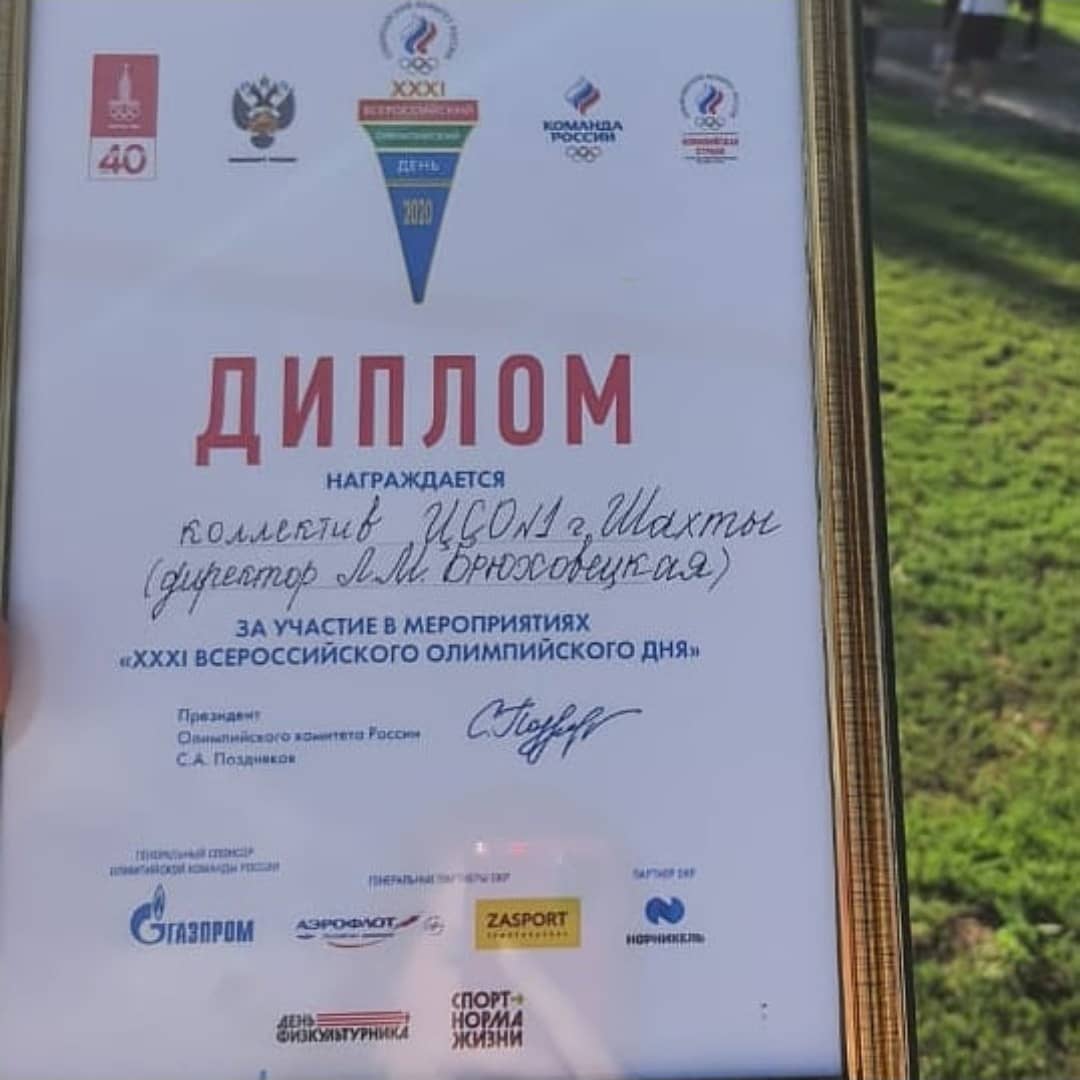 40
XXXI
ВСЕРОССИЙСКИЙ
ОЛИМПИЙСКИЙ
ДЕНЬ
2020
КОМАНДА
РОССИИ
ДИПЛОМ
НАГРАЖДАЕТСЯ
коллектив ЦСО№1 г. Шахты
(директор Л.М. Брюховецкая)
ЗА УЧАСТИЕ В МЕРОПРИЯТИЯХ
«XXXI ВСЕРОССИЙСКОГО ОЛИМПИЙСКОГО ДНЯ»
Президент
Олимпийского комитета России
С.А. Поздняков
ГЕНЕРАЛЬНЫЙ СПОНСОР
ОЛИМПИЙСКОЙ КОМАНДЫ РОССИИ
ГЕНЕРАЛЬНЫЕ ПАРТНЕРЫ ОКР
ПАРТНЕР ОКР
ГАЗПРОМ
АЭРОФЛОТ
ZASPORT
НОРНИКЕЛЬ
ДЕНЬ
ФИЗКУЛЬТУРНИКА
СПОРТ
НОРМА
ЖИЗНИ